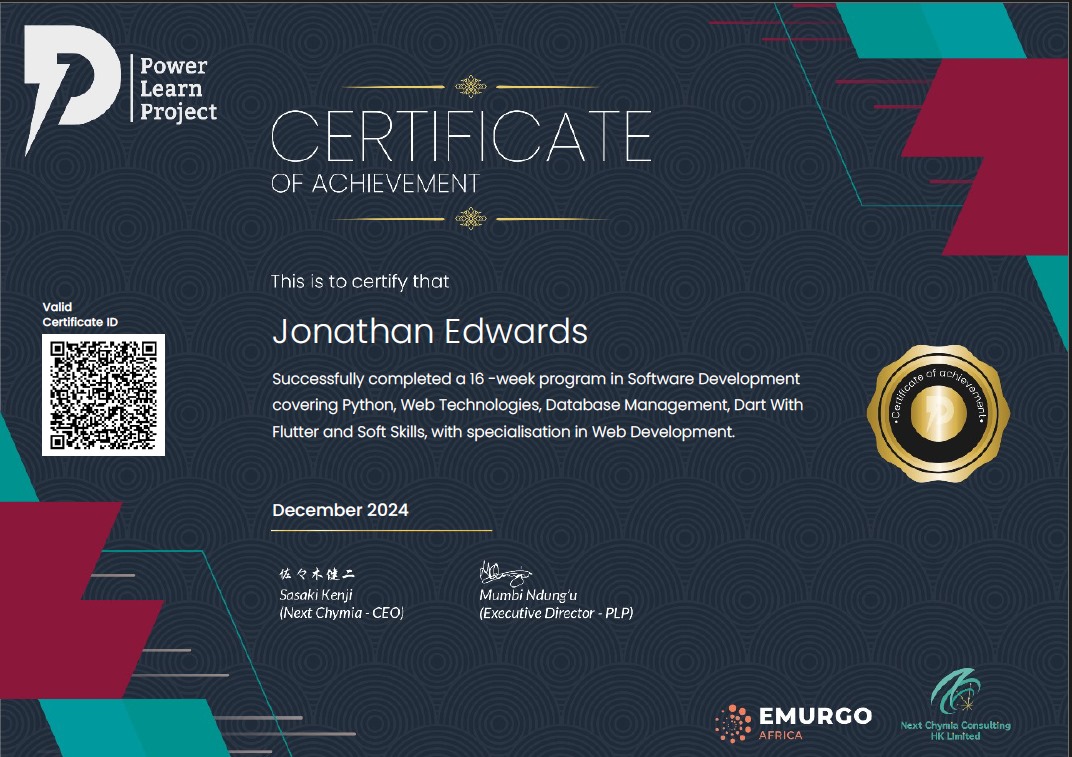 Power
Learn
Project
CERTIFICATE
OF ACHIEVEMENT
This is to certify that
Valid
Certificate ID
Jonathan Edwards
Successfully completed a 16 -week program in Software Development
covering Python, Web Technologies, Database Management, Dart With
Flutter and Soft Skills, with specialisation in Web Development.
Certificate of achievement
December 2024
佐々木健二
Sasaki Kenji
(Next Chymia - CEO)
Mumbi Ndung'u
(Executive Director - PLP)
EMURGO
AFRICA
Next Chymia Consulting
HK Limited